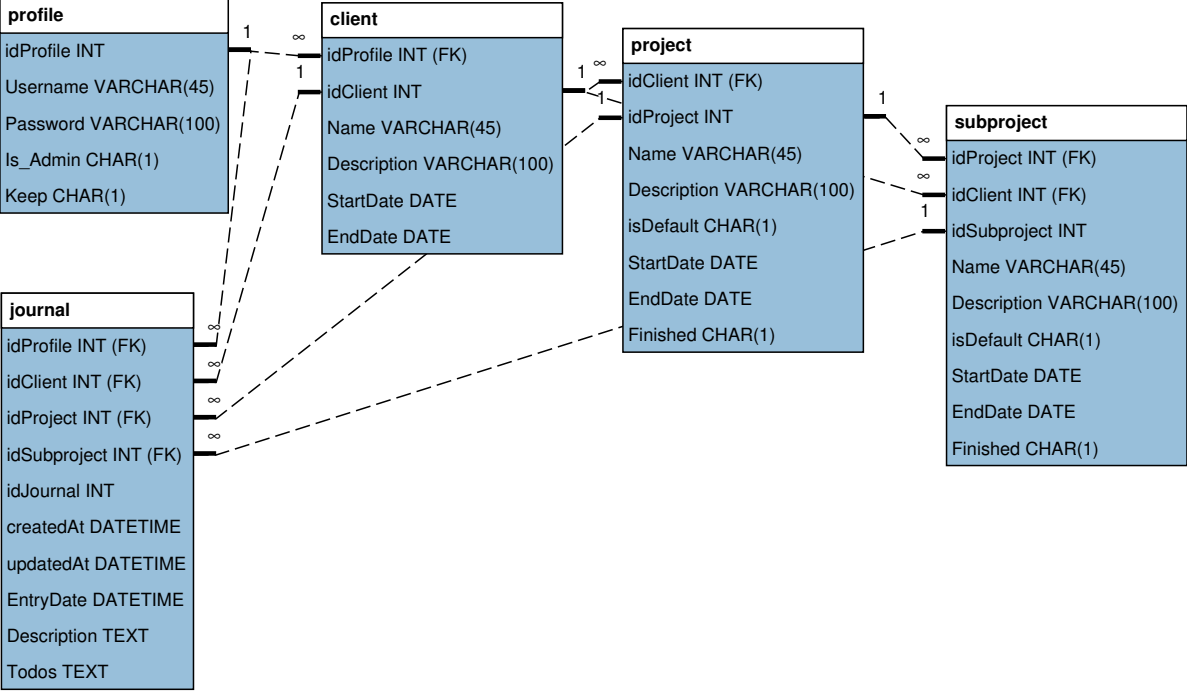 profile
idProfile INT
Username VARCHAR(45)
Password VARCHAR(100)
Is_Admin CHAR(1)
Keep CHAR(1)
1
∞
1
client
idProfile INT (FK)
idClient INT
Name VARCHAR(45)
Description VARCHAR(100)
StartDate DATE
EndDate DATE
1
∞
1
project
idClient INT (FK)
idProject INT
Name VARCHAR(45)
Description VARCHAR(100)
isDefault CHAR(1)
StartDate DATE
EndDate DATE
Finished CHAR(1)
1
∞
∞
1
subproject
idProject INT (FK)
idClient INT (FK)
idSubproject INT
Name VARCHAR(45)
Description VARCHAR(100)
isDefault CHAR(1)
StartDate DATE
EndDate DATE
Finished CHAR(1)
journal
idProfile INT (FK)
idClient INT (FK)
idProject INT (FK)
idSubproject INT (FK)
idJournal INT
createdAt DATETIME
updatedAt DATETIME
EntryDate DATETIME
Description TEXT
Todos TEXT
∞
∞
∞
∞